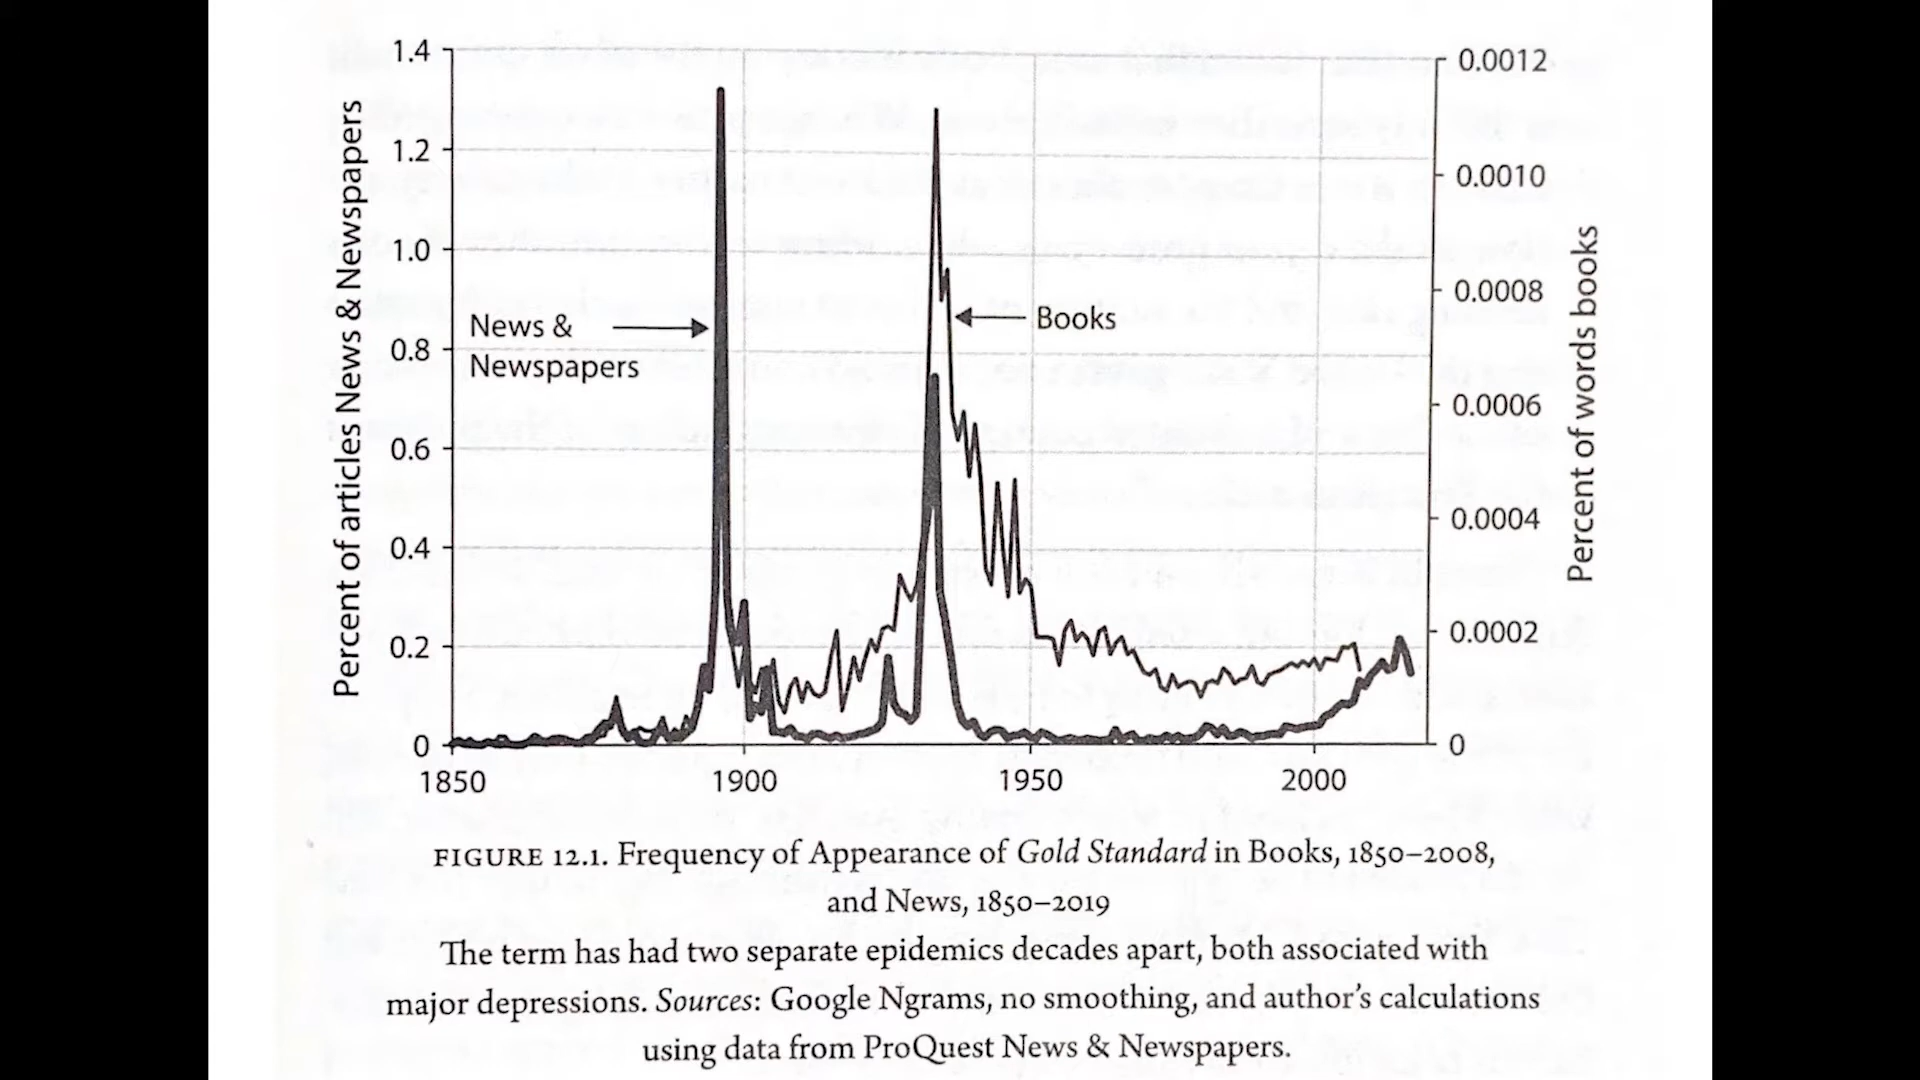 1.4
1.2
1.0
0.8
0.6
0.4
0.2
0
Percent of articles News & Newspapers
0.0012
0.0010
0.0008
0.0006
0.0004
0.0002
0
Percent of words books
News &
Newspapers
Books
1850
1900
1950
2000
FIGURE 12.1. Frequency of Appearance of Gold Standard in Books, 1850–2008,
and News, 1850–2019
The term has had two separate epidemics decades apart, both associated with
major depressions. Sources: Google Ngrams, no smoothing, and author’s calculations
using data from ProQuest News & Newspapers.